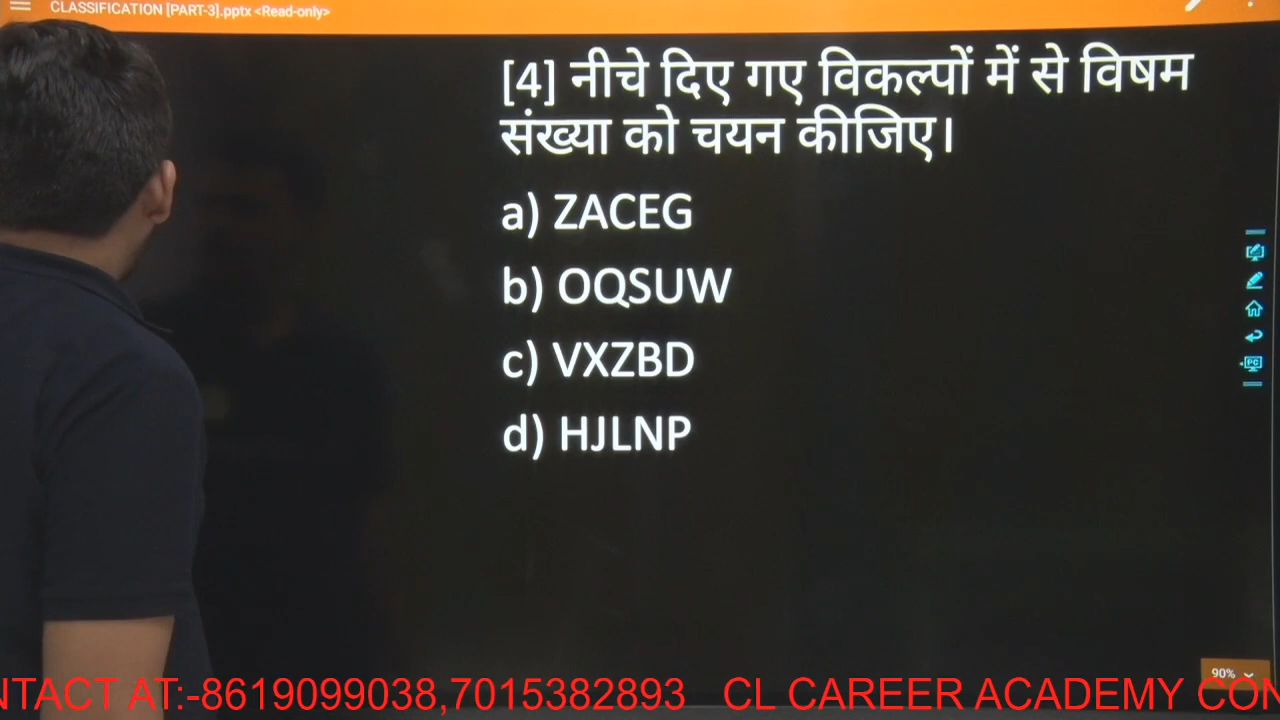 CLASSIFICATION [PART-3].pptx <Read-only>
[4] नीचे दिए गए विकल्पों में से विषम
संख्या को चयन कीजिए।
a) ZACEG
b) OQSUW
c) VXZBD
d) HJLNP
PC
90%
NTACT AT:-8619099038,7015382893 CL CAREER ACADEMY CON